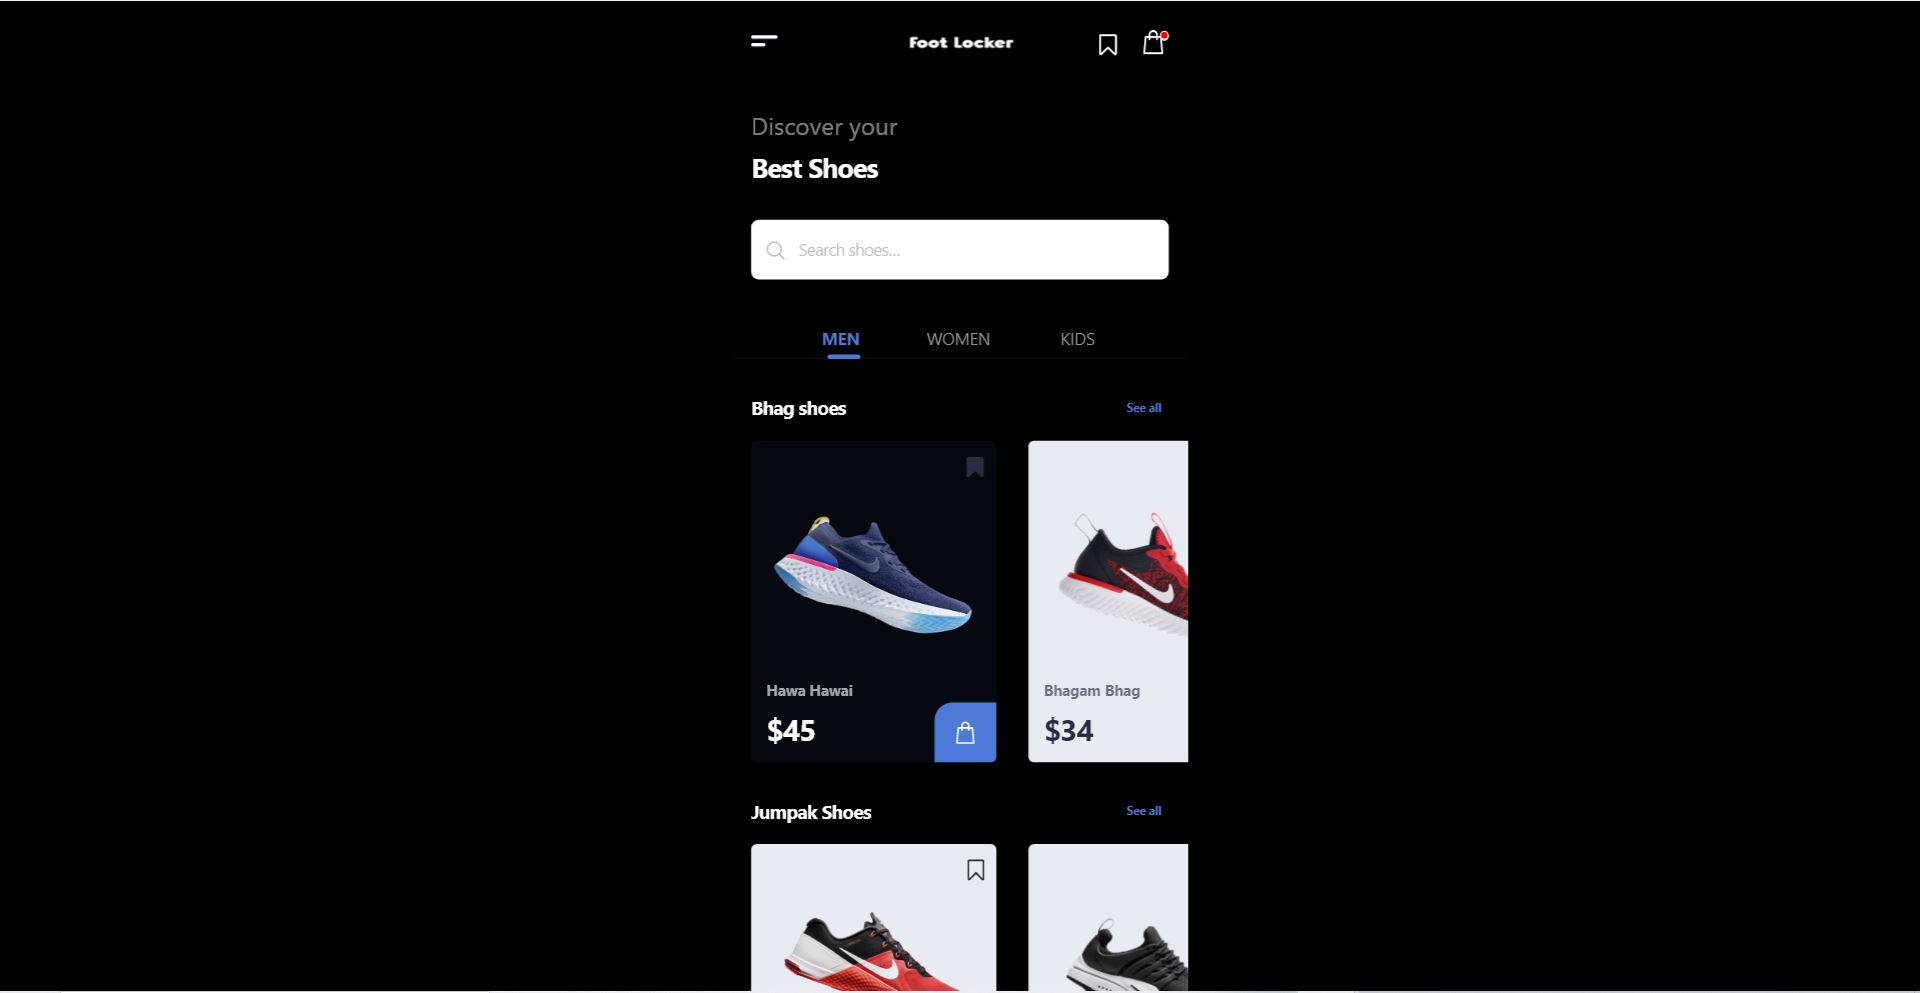 Foot Locker
Discover your
Best Shoes
Search shoes...
MEN WOMEN KIDS
Bhag shoes See all
Hawa Hawai
$45
Bhagam Bhag
$34
Jumpak Shoes See all